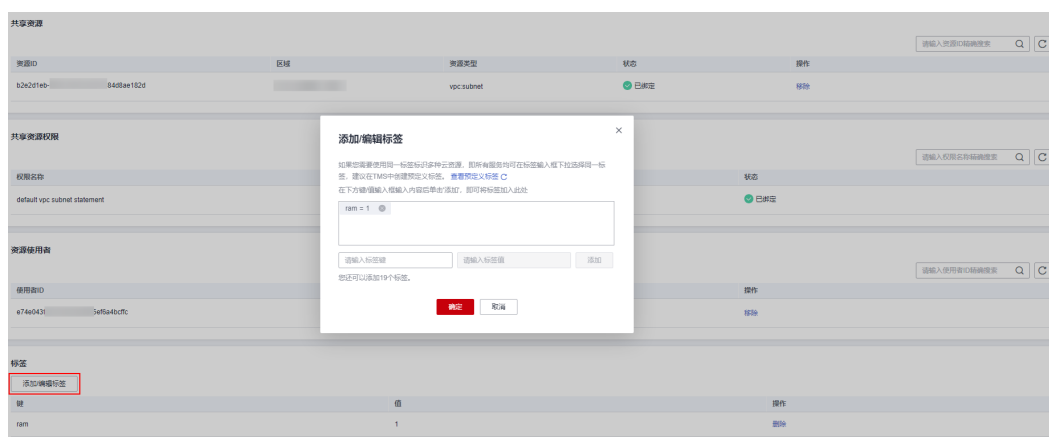 共享资源
请输入资源ID精确搜索
资源ID 区域 资源类型 状态 操作
b2e2d1eb- 84d8ae182d vpc:subnet 已绑定 移除
共享资源权限
请输入权限名称精确搜索
权限名称 状态
default vpc subnet statement 已绑定
资源使用者
请输入使用者ID精确搜索
使用者ID 操作
e74e043f 5ef6a4bcffc 移除
标签
添加/编辑标签
键 值 操作
ram 1 删除
添加/编辑标签
如果您需要使用同一标签标识多种云资源，即所有服务均可在标签输入框下拉选择同一标
签，建议在TMS中创建预定义标签。 查看预定义标签
在下方键/值输入框输入内容后单击'添加'，即可将标签加入此处
ram = 1
请输入标签键 请输入标签值 添加
您还可以添加19个标签。
确定 取消